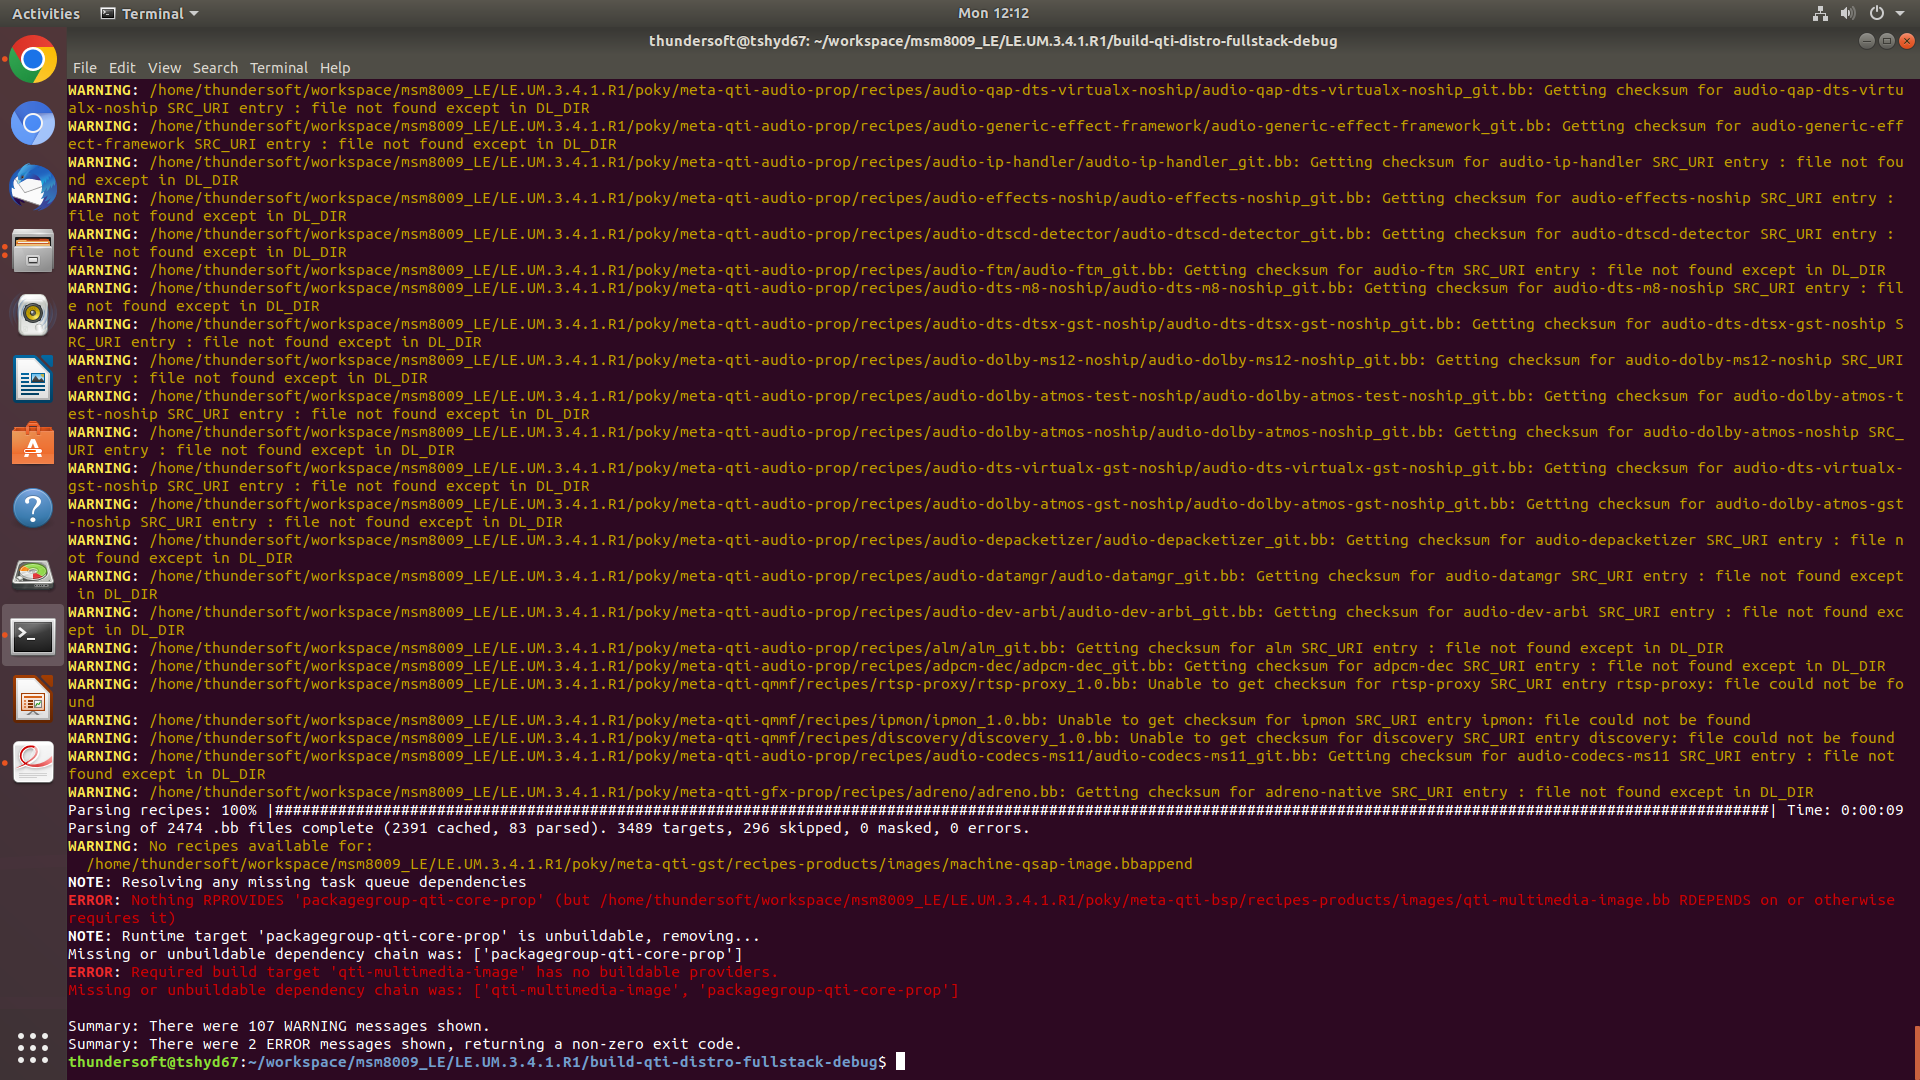 Activities Terminal Mon 12:12
thundersoft@tshyd67: ~/workspace/msm8009_LE/LE.UM.3.4.1.R1/build-qti-distro-fullstack-debug
File Edit View Search Terminal Help
WARNING: /home/thundersoft/workspace/msm8009_LE/LE.UM.3.4.1.R1/poky/meta-qti-audio-prop/recipes/audio-qap-dts-virtualx-noship/audio-qap-dts-virtualx-noship_git.bb: Getting checksum for audio-qap-dts-virtu
alx-noship SRC_URI entry : file not found except in DL_DIR
WARNING: /home/thundersoft/workspace/msm8009_LE/LE.UM.3.4.1.R1/poky/meta-qti-audio-prop/recipes/audio-generic-effect-framework/audio-generic-effect-framework_git.bb: Getting checksum for audio-generic-eff
ect-framework SRC_URI entry : file not found except in DL_DIR
WARNING: /home/thundersoft/workspace/msm8009_LE/LE.UM.3.4.1.R1/poky/meta-qti-audio-prop/recipes/audio-ip-handler/audio-ip-handler_git.bb: Getting checksum for audio-ip-handler SRC_URI entry : file not fou
nd except in DL_DIR
WARNING: /home/thundersoft/workspace/msm8009_LE/LE.UM.3.4.1.R1/poky/meta-qti-audio-prop/recipes/audio-effects-noship/audio-effects-noship_git.bb: Getting checksum for audio-effects-noship SRC_URI entry :
file not found except in DL_DIR
WARNING: /home/thundersoft/workspace/msm8009_LE/LE.UM.3.4.1.R1/poky/meta-qti-audio-prop/recipes/audio-dtscd-detector/audio-dtscd-detector_git.bb: Getting checksum for audio-dtscd-detector SRC_URI entry :
file not found except in DL_DIR
WARNING: /home/thundersoft/workspace/msm8009_LE/LE.UM.3.4.1.R1/poky/meta-qti-audio-prop/recipes/audio-ftm/audio-ftm_git.bb: Getting checksum for audio-ftm SRC_URI entry : file not found except in DL_DIR
WARNING: /home/thundersoft/workspace/msm8009_LE/LE.UM.3.4.1.R1/poky/meta-qti-audio-prop/recipes/audio-dts-m8-noship/audio-dts-m8-noship_git.bb: Getting checksum for audio-dts-m8-noship SRC_URI entry : fil
e not found except in DL_DIR
WARNING: /home/thundersoft/workspace/msm8009_LE/LE.UM.3.4.1.R1/poky/meta-qti-audio-prop/recipes/audio-dts-dtsx-gst-noship/audio-dts-dtsx-gst-noship_git.bb: Getting checksum for audio-dts-dtsx-gst-noship S
RC_URI entry : file not found except in DL_DIR
WARNING: /home/thundersoft/workspace/msm8009_LE/LE.UM.3.4.1.R1/poky/meta-qti-audio-prop/recipes/audio-dolby-ms12-noship/audio-dolby-ms12-noship_git.bb: Getting checksum for audio-dolby-ms12-noship SRC_URI
entry : file not found except in DL_DIR
WARNING: /home/thundersoft/workspace/msm8009_LE/LE.UM.3.4.1.R1/poky/meta-qti-audio-prop/recipes/audio-dolby-atmos-test-noship/audio-dolby-atmos-test-noship_git.bb: Getting checksum for audio-dolby-atmos-t
est-noship SRC_URI entry : file not found except in DL_DIR
WARNING: /home/thundersoft/workspace/msm8009_LE/LE.UM.3.4.1.R1/poky/meta-qti-audio-prop/recipes/audio-dolby-atmos-noship/audio-dolby-atmos-noship_git.bb: Getting checksum for audio-dolby-atmos-noship SRC_
URI entry : file not found except in DL_DIR
WARNING: /home/thundersoft/workspace/msm8009_LE/LE.UM.3.4.1.R1/poky/meta-qti-audio-prop/recipes/audio-dts-virtualx-gst-noship/audio-dts-virtualx-gst-noship_git.bb: Getting checksum for audio-dts-virtualx-
gst-noship SRC_URI entry : file not found except in DL_DIR
WARNING: /home/thundersoft/workspace/msm8009_LE/LE.UM.3.4.1.R1/poky/meta-qti-audio-prop/recipes/audio-dolby-atmos-gst-noship/audio-dolby-atmos-gst-noship_git.bb: Getting checksum for audio-dolby-atmos-gst
-noship SRC_URI entry : file not found except in DL_DIR
WARNING: /home/thundersoft/workspace/msm8009_LE/LE.UM.3.4.1.R1/poky/meta-qti-audio-prop/recipes/audio-depacketizer/audio-depacketizer_git.bb: Getting checksum for audio-depacketizer SRC_URI entry : file n
ot found except in DL_DIR
WARNING: /home/thundersoft/workspace/msm8009_LE/LE.UM.3.4.1.R1/poky/meta-qti-audio-prop/recipes/audio-datamgr/audio-datamgr_git.bb: Getting checksum for audio-datamgr SRC_URI entry : file not found except
in DL_DIR
WARNING: /home/thundersoft/workspace/msm8009_LE/LE.UM.3.4.1.R1/poky/meta-qti-audio-prop/recipes/audio-dev-arbi/audio-dev-arbi_git.bb: Getting checksum for audio-dev-arbi SRC_URI entry : file not found exc
ept in DL_DIR
WARNING: /home/thundersoft/workspace/msm8009_LE/LE.UM.3.4.1.R1/poky/meta-qti-audio-prop/recipes/alm/alm_git.bb: Getting checksum for alm SRC_URI entry : file not found except in DL_DIR
WARNING: /home/thundersoft/workspace/msm8009_LE/LE.UM.3.4.1.R1/poky/meta-qti-audio-prop/recipes/adpcm-dec/adpcm-dec_git.bb: Getting checksum for adpcm-dec SRC_URI entry : file not found except in DL_DIR
WARNING: /home/thundersoft/workspace/msm8009_LE/LE.UM.3.4.1.R1/poky/meta-qti-qmmf/recipes/rtsp-proxy/rtsp-proxy_1.0.bb: Unable to get checksum for rtsp-proxy SRC_URI entry rtsp-proxy: file could not be fo
und
WARNING: /home/thundersoft/workspace/msm8009_LE/LE.UM.3.4.1.R1/poky/meta-qti-qmmf/recipes/ipmon/ipmon_1.0.bb: Unable to get checksum for ipmon SRC_URI entry ipmon: file could not be found
WARNING: /home/thundersoft/workspace/msm8009_LE/LE.UM.3.4.1.R1/poky/meta-qti-qmmf/recipes/discovery/discovery_1.0.bb: Unable to get checksum for discovery SRC_URI entry discovery: file could not be found
WARNING: /home/thundersoft/workspace/msm8009_LE/LE.UM.3.4.1.R1/poky/meta-qti-audio-prop/recipes/audio-codecs-ms11/audio-codecs-ms11_git.bb: Getting checksum for audio-codecs-ms11 SRC_URI entry : file not
found except in DL_DIR
WARNING: /home/thundersoft/workspace/msm8009_LE/LE.UM.3.4.1.R1/poky/meta-qti-gfx-prop/recipes/adreno/adreno.bb: Getting checksum for adreno-native SRC_URI entry : file not found except in DL_DIR
Parsing recipes: 100% |######################################################################################################################################################################| Time: 0:00:09
Parsing of 2474 .bb files complete (2391 cached, 83 parsed). 3489 targets, 296 skipped, 0 masked, 0 errors.
WARNING: No recipes available for:
/home/thundersoft/workspace/msm8009_LE/LE.UM.3.4.1.R1/poky/meta-qti-gst/recipes-products/images/machine-qsap-image.bbappend
NOTE: Resolving any missing task queue dependencies
ERROR: Nothing RPROVIDES 'packagegroup-qti-core-prop' (but /home/thundersoft/workspace/msm8009_LE/LE.UM.3.4.1.R1/poky/meta-qti-bsp/recipes-products/images/qti-multimedia-image.bb RDEPENDS on or otherwise
requires it)
NOTE: Runtime target 'packagegroup-qti-core-prop' is unbuildable, removing...
Missing or unbuildable dependency chain was: ['packagegroup-qti-core-prop']
ERROR: Required build target 'qti-multimedia-image' has no buildable providers.
Missing or unbuildable dependency chain was: ['qti-multimedia-image', 'packagegroup-qti-core-prop']
Summary: There were 107 WARNING messages shown.
Summary: There were 2 ERROR messages shown, returning a non-zero exit code.
thundersoft@tshyd67:~/workspace/msm8009_LE/LE.UM.3.4.1.R1/build-qti-distro-fullstack-debug$